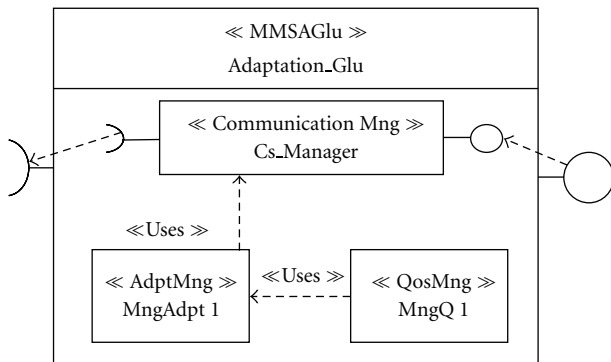 ≪ MMSAGlu ≫
Adaptation_Glu
≪ Communication Mng ≫
Cs_Manager
≪Uses ≫
≪ AdptMng ≫
MngAdpt 1
≪Uses ≫
≪ QosMng ≫
MngQ 1